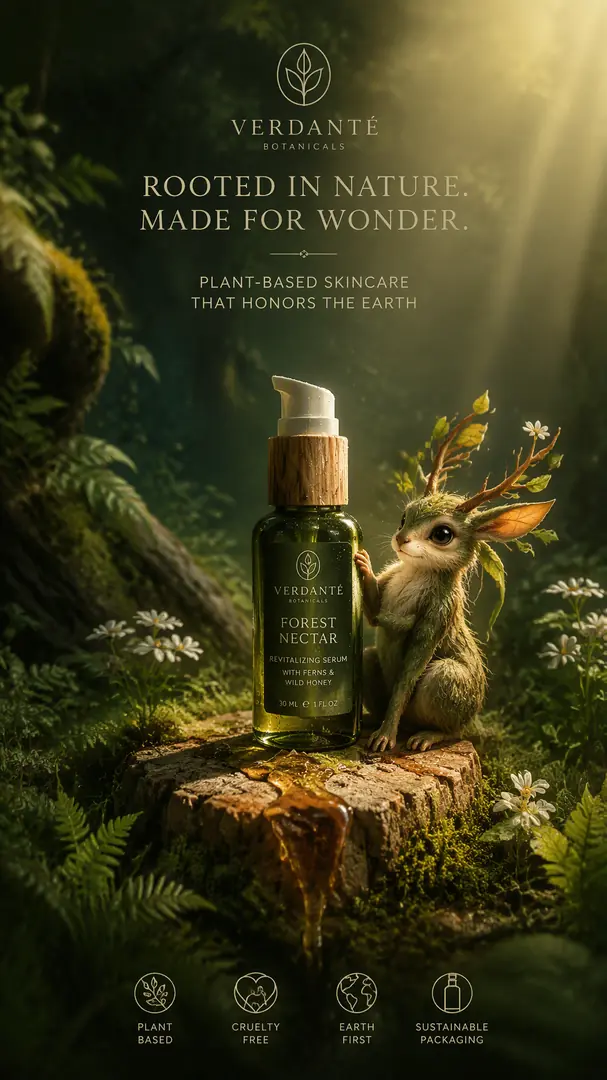 VERDANTÉ
BOTANICALS
ROOTED IN NATURE.
MADE FOR WONDER.
PLANT-BASED SKINCARE
THAT HONORS THE EARTH
VERDANTÉ
BOTANICALS
FOREST
NECTAR
REVITALIZING SERUM
WITH FERNS &
WILD HONEY
30 ML ℮ 1 FL OZ
PLANT
BASED
CRUELTY
FREE
EARTH
FIRST
SUSTAINABLE
PACKAGING